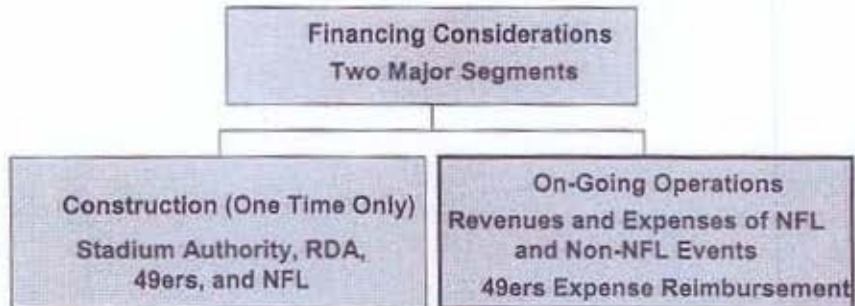 Financing Considerations
Two Major Segments
Construction (One Time Only)
Stadium Authority, RDA,
49ers, and NFL
On-Going Operations
Revenues and Expenses of NFL
and Non-NFL Events
49ers Expense Reimbursement